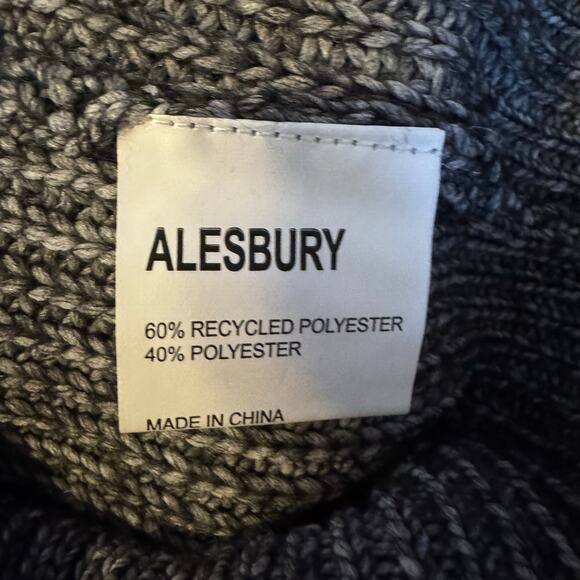 ALESBURY
60% RECYCLED POLYESTER
40% POLYESTER
MADE IN CHINA